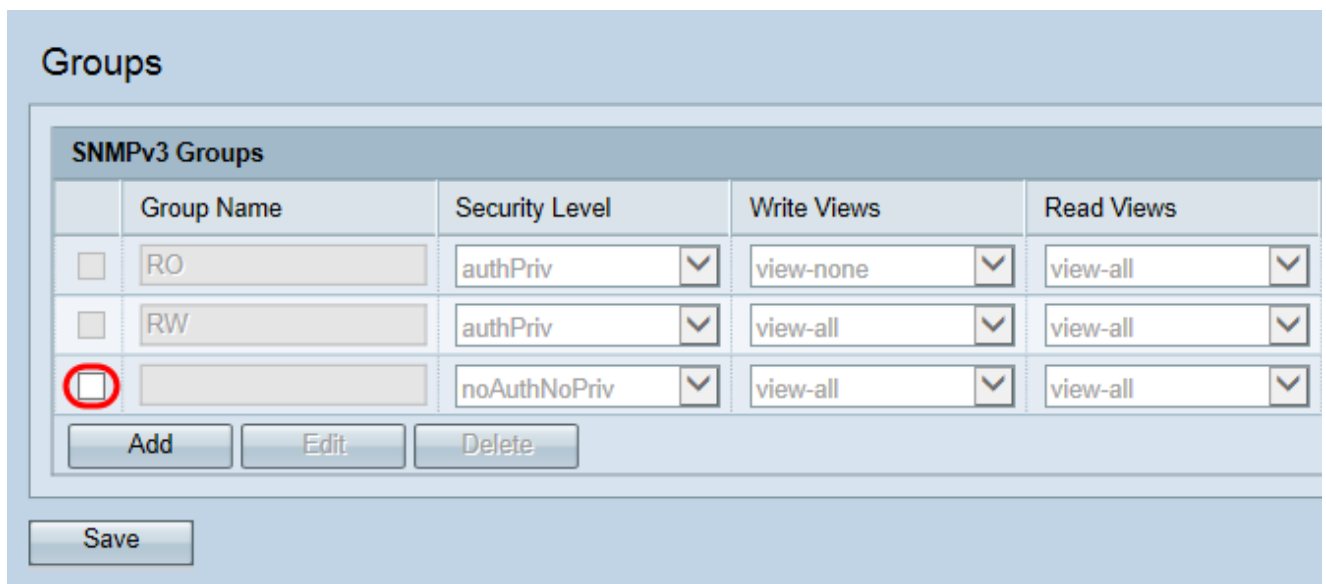 Groups
SNMPv3 Groups
Group Name Security Level Write Views Read Views
RO authPriv view-none view-all
RW authPriv view-all view-all
noAuthNoPriv view-all view-all
Add Edit Delete
Save